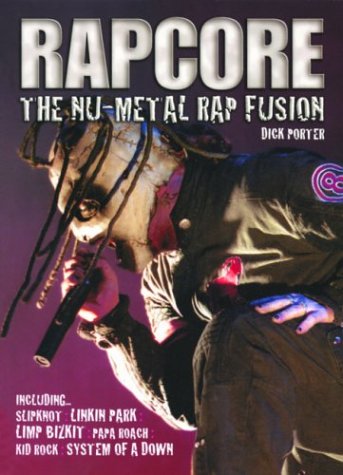 RAPCORE
THE NU-METAL RAP FUSION
DICK PORTER
8
INCLUDING...
SLIPKNOT : LINKIN PARK :
LIMP BIZKIT : PAPA ROACH :
KID ROCK : SYSTEM OF A DOWN